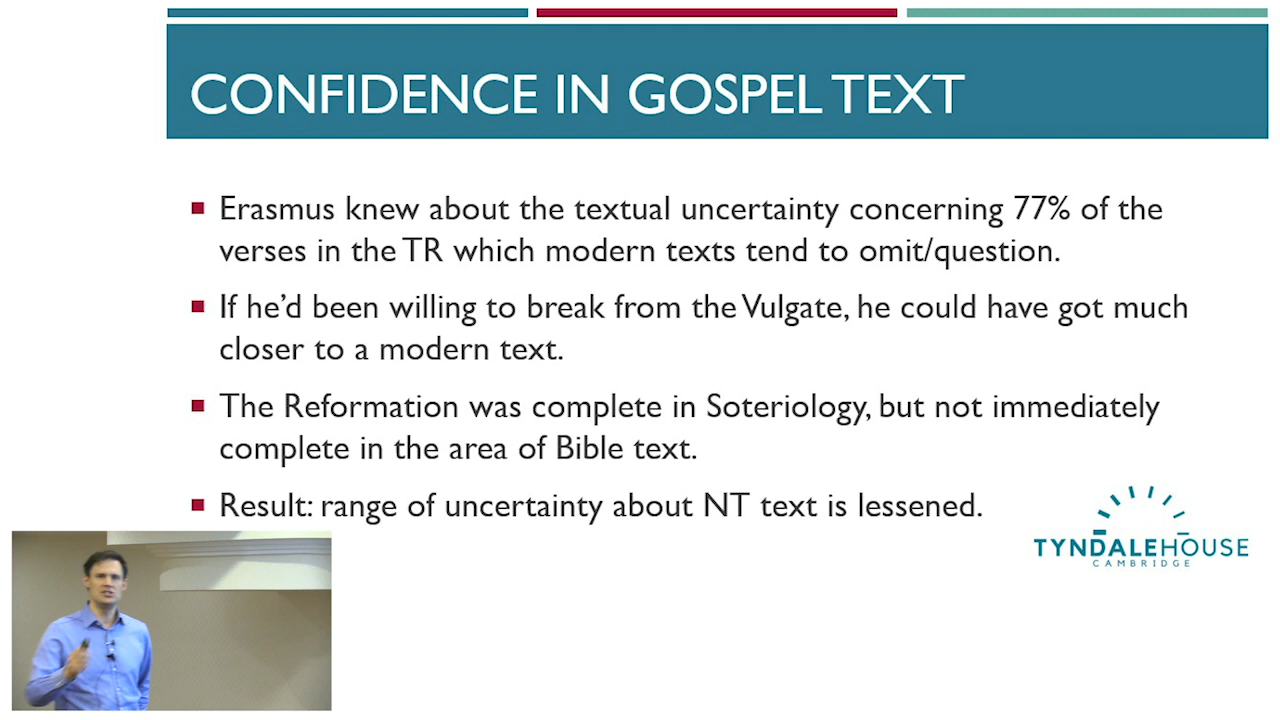 CONFIDENCE IN GOSPEL TEXT
Erasmus knew about the textual uncertainty concerning 77% of the
verses in the TR which modern texts tend to omit/question.
If he’d been willing to break from the Vulgate, he could have got much
closer to a modern text.
The Reformation was complete in Soteriology, but not immediately
complete in the area of Bible text.
Result: range of uncertainty about NT text is lessened.
TYNDALEHOUSE
CAMBRIDGE